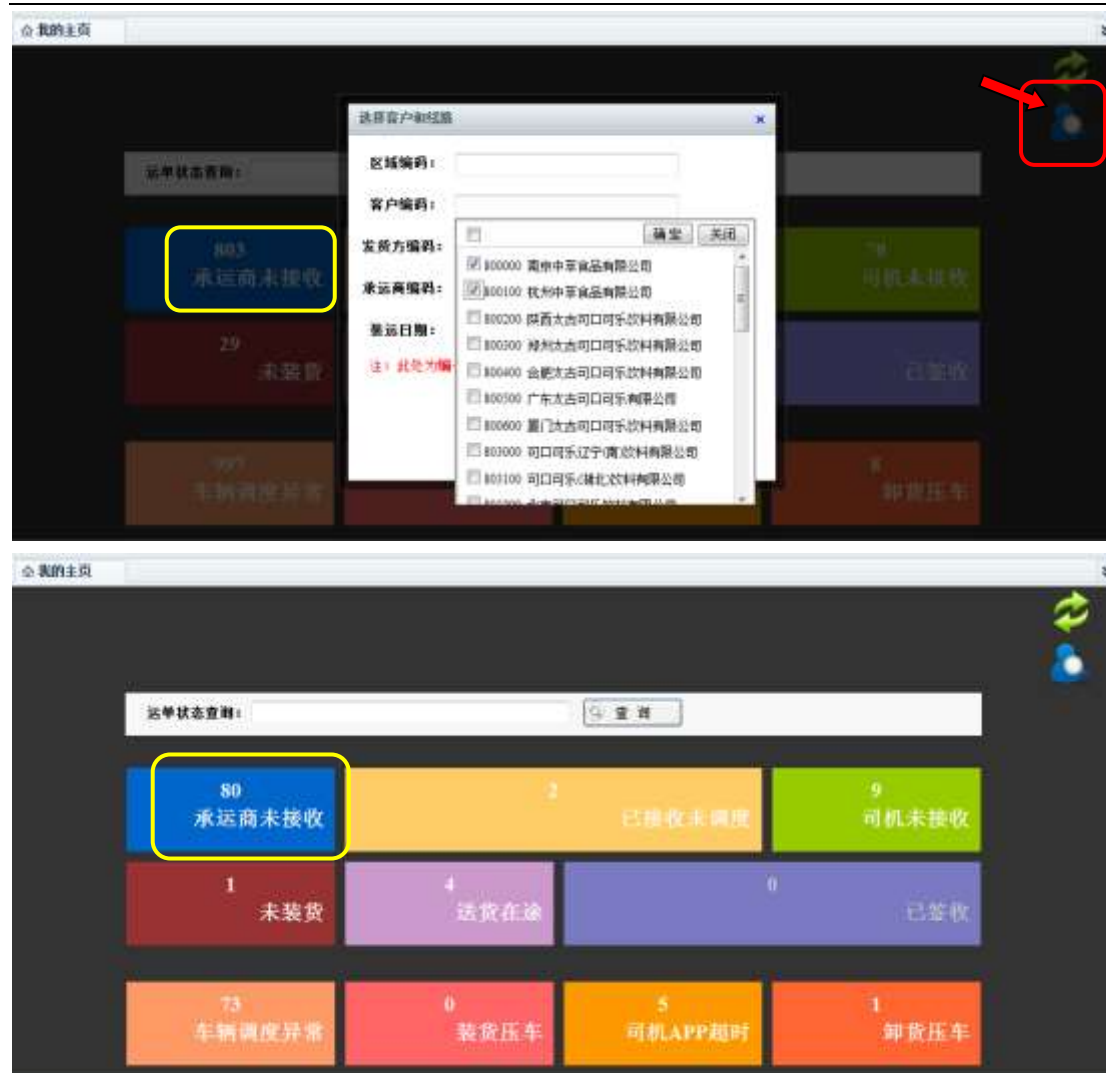 我的主页
选择客户和线路
区域编码：
运单状态查询：
客户编码：
发货方编码：
确定 关闭
800000 南京中萃食品有限公司
803
承运商未接收
78
司机未接收
承运商编码：
800100 杭州中萃食品有限公司
800200 陕西太古可口可乐饮料有限公司
集运日期：
800300 郑州太古可口可乐饮料有限公司
29
未装货
已签收
注：此处为编
800400 合肥太古可口可乐饮料有限公司
800500 广东太古可口可乐有限公司
800600 厦门太古可口可乐饮料有限公司
803000 可口可乐辽宁(南)饮料有限公司
803100 可口可乐(湖北)饮料有限公司
997
车辆调度异常
8
卸货压车
我的主页
运单状态查询：
查 询
80
承运商未接收
2
已接收未调度
9
司机未接收
1
未装货
4
送货在途
0
已签收
73
车辆调度异常
0
装货压车
5
司机APP超时
1
卸货压车